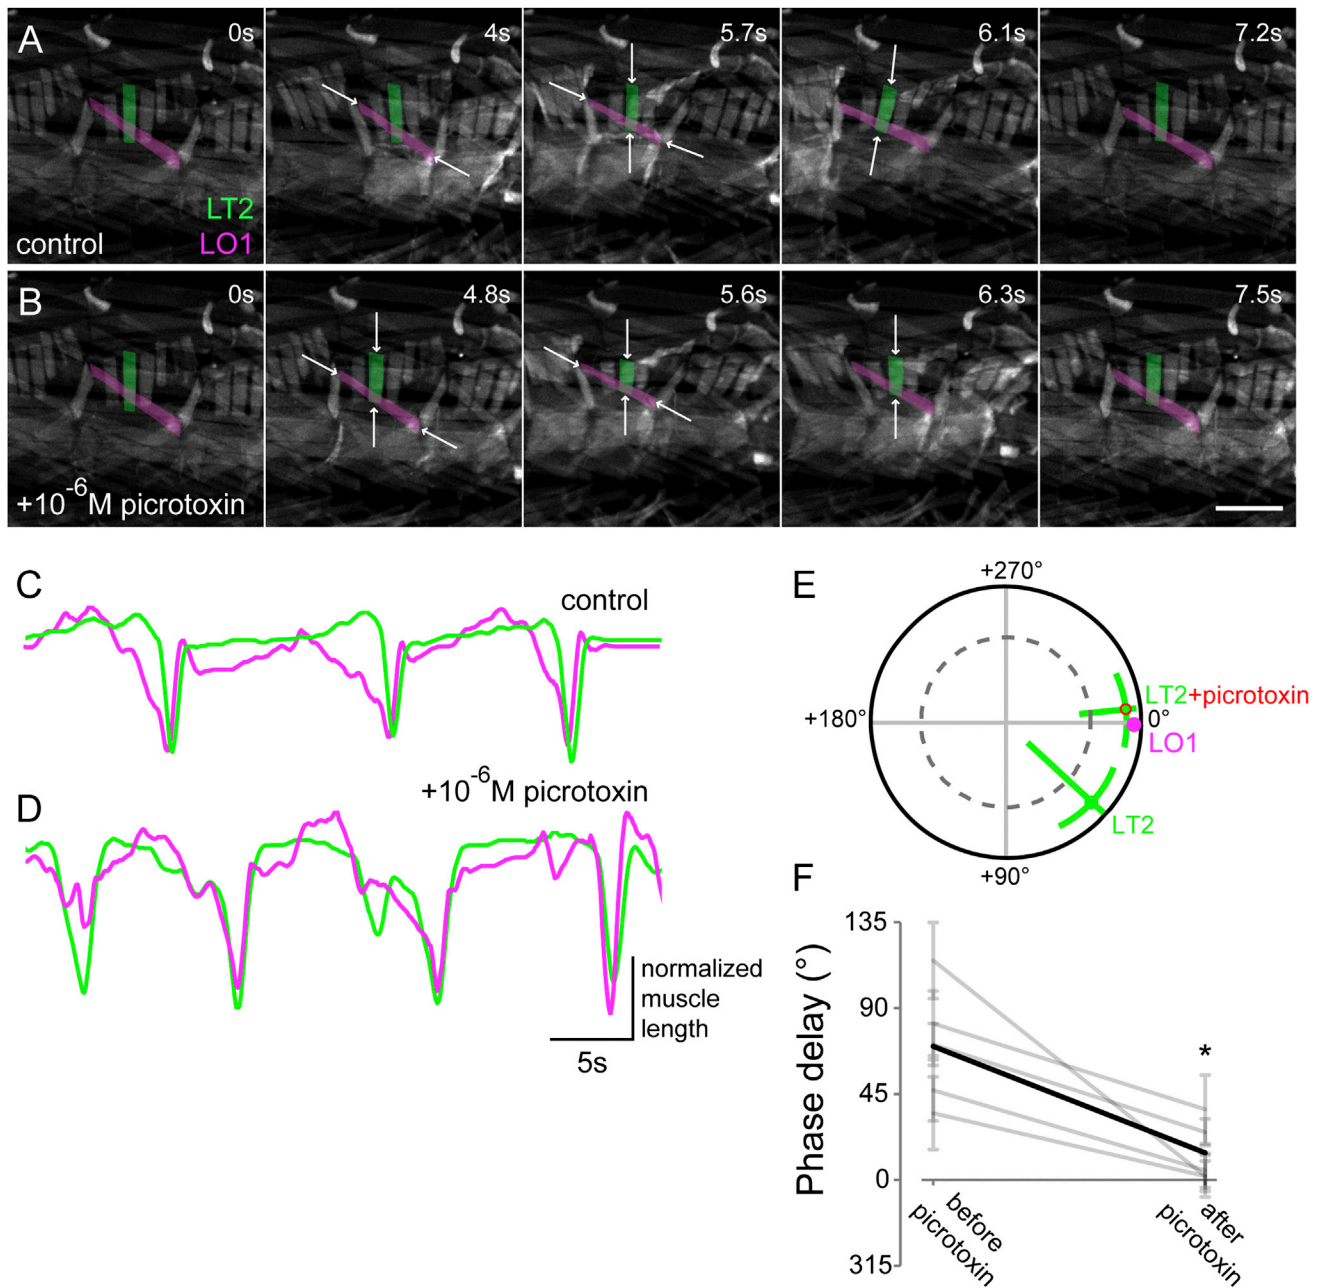 A
0s
4s
5.7s
6.1s
7.2s
LT2
LO1
control
B
0s
4.8s
5.6s
6.3s
7.5s
+10⁻⁶M picrotoxin
C
control
D
+10⁻⁶M picrotoxin
normalized
muscle
length
5s
E
+270°
LT2+picrotoxin
+180°
0°
LO1
LT2
+90°
F
Phase delay (°)
135
90
45
0
315
*
before
picrotoxin
after
picrotoxin